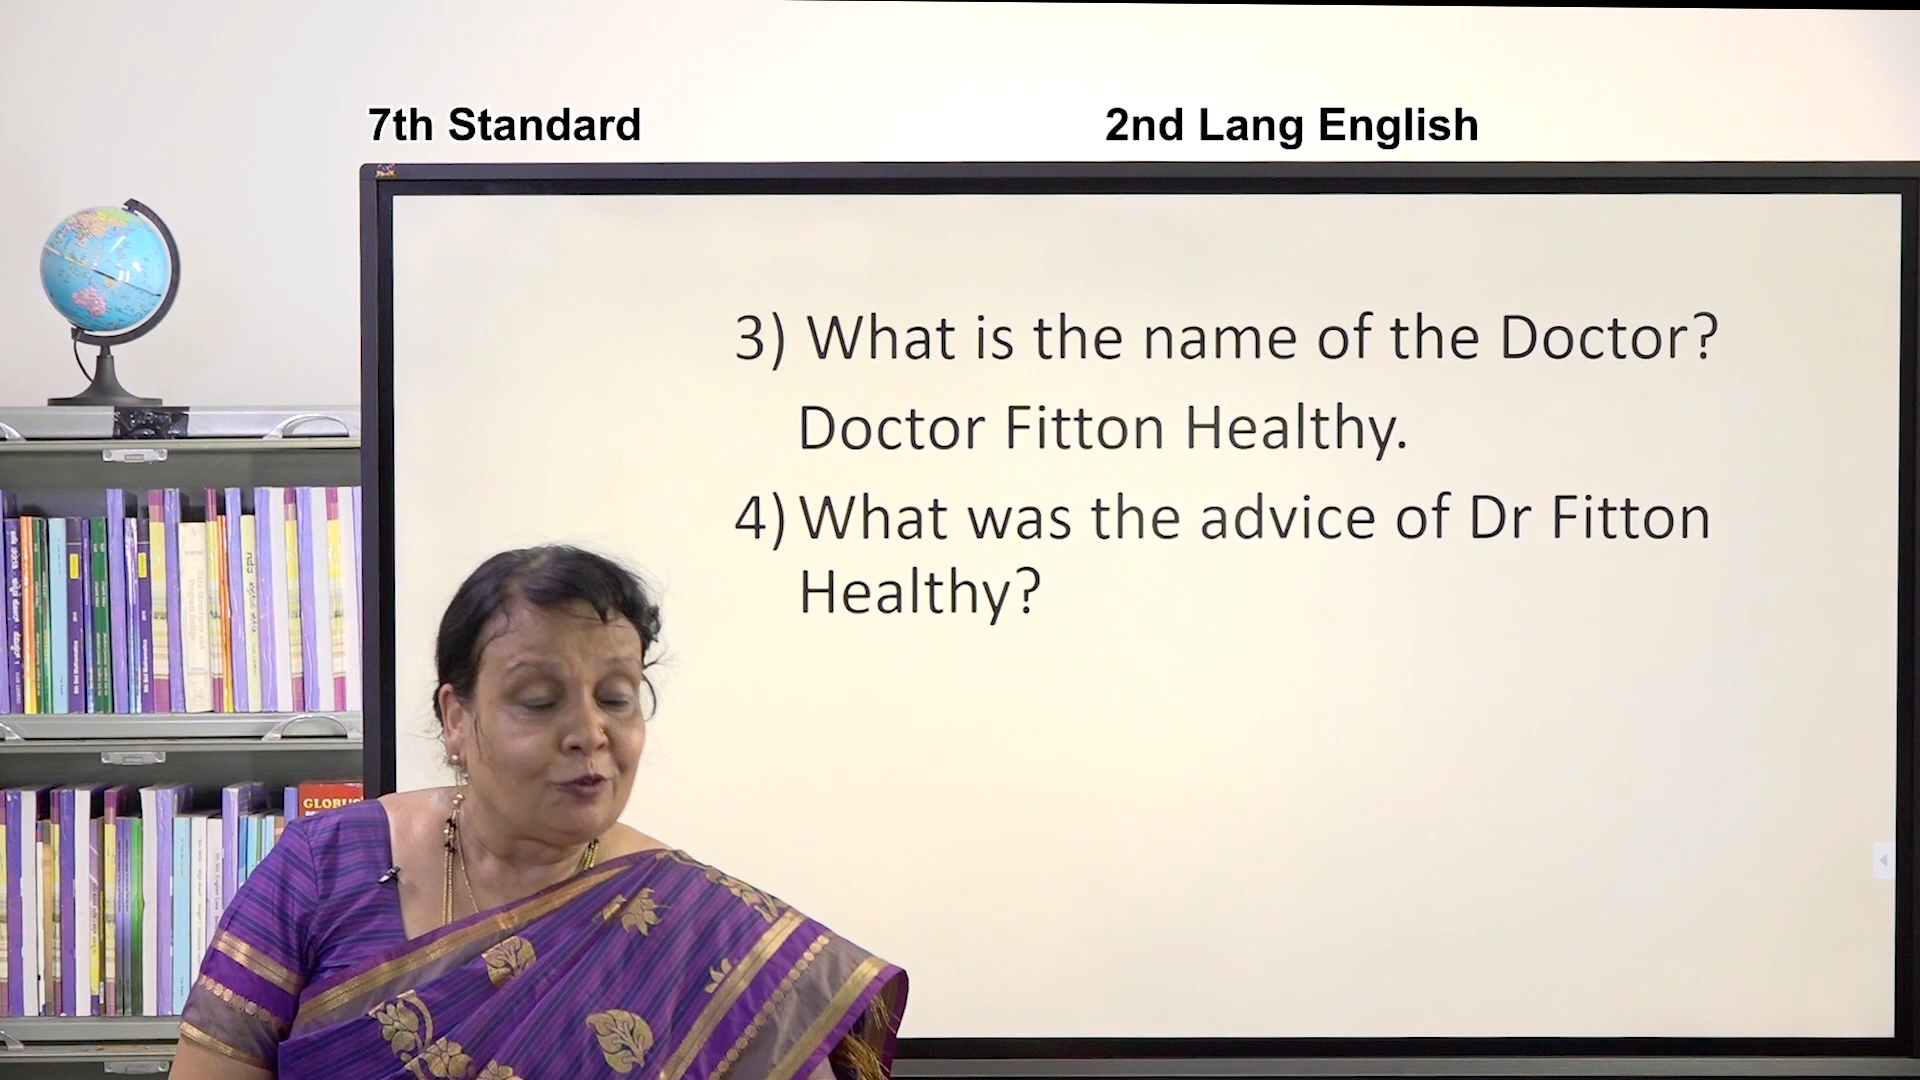 7th Standard
2nd Lang English
3) What is the name of the Doctor?
Doctor Fitton Healthy.
4) What was the advice of Dr Fitton
Healthy?
GLOBUS